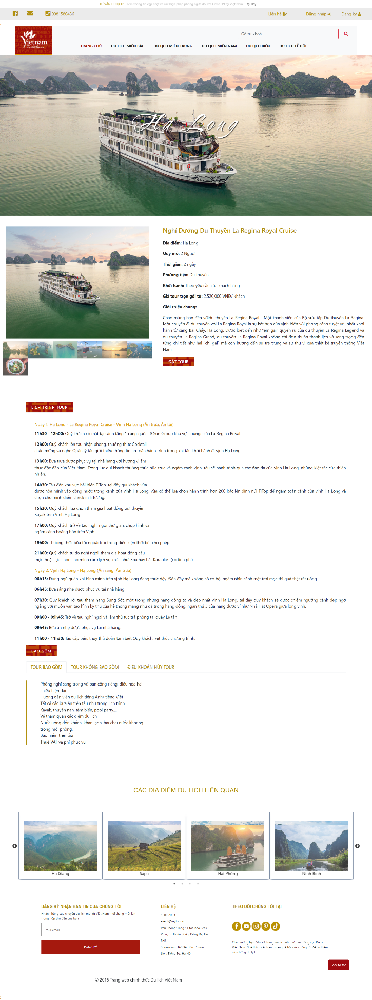 TƯ VẤN DU LỊCH: Xem thông tin cập nhật và các biện pháp phòng ngừa đối với Covid-19 tại Việt Nam tại đây.
0981580436 Liên hệ Đăng nhập Đăng ký
;
Vietnam
Gõ từ khoá
TRANG CHỦ DU LỊCH MIỀN BẮC DU LỊCH MIỀN TRUNG DU LỊCH MIỀN NAM DU LỊCH BIỂN DU LỊCH LỄ HỘI
Hạ Long
Nghỉ Dưỡng Du Thuyền La Regina Royal Cruise
Địa điểm: Hạ Long
Quy mô: 2 Người
Thời gian: 2 ngày
Phương tiện: Du thuyền
Khởi hành: Theo yêu cầu của khách hàng
Giá tour trọn gói từ: 2,520,000 VNĐ/ khách
Giới thiệu chung:
Chào mừng bạn đến với du thuyền La Regina Royal - Một thành viên của Bộ sưu tập Du thuyền La Regina.
Một chuyến đi du thuyền với La Regina Royal là sự kết hợp của vịnh biển với phong cảnh tuyệt vời nhất khởi
hành từ cảng Bãi Cháy, Hạ Long. Được biết đến như "em gái" quyến rũ của du thuyền La Regina Legend và
du thuyền La Regina Grand, du thuyền La Regina Royal không chỉ đơn thuần thanh lịch và sang trọng đến
từng chi tiết như hai "chị gái" mà còn hướng đến sự trẻ trung và sự thú vị của thiết kế truyền thống Việt
Nam.
ĐẶT TOUR
LỊCH TRÌNH TOUR
Ngày 1: Hạ Long - La Regina Royal Cruise - Vịnh Hạ Long (Ăn trưa, Ăn tối)
11h30 - 12h00: Quý khách có mặt tại sảnh tầng 1 cảng quốc tế Sun Group khu vực lounge của La Regina Royal.
12h00: Quý khách lên tàu nhận phòng, thưởng thức Cocktail
chào mừng và nghe Quản lý tàu giới thiệu thông tin an toàn hành trình trong khi tàu khởi hành đi vịnh Hạ Long
13h00: Bữa trưa được phục vụ tại nhà hàng với hương vị ẩm
thực độc đáo của Việt Nam. Trong lúc quí khách thưởng thức bữa trưa và ngắm cảnh vịnh, tàu sẽ hành trình qua các đảo đá của vịnh Hạ Long, những kiệt tác của thiên
nhiên.
14h30: Tàu đến khu vực bãi biển TiTop, tại đây quí khách vừa
được hòa mình vào dòng nước trong xanh của vịnh Hạ Long, vừa có thể lựa chọn hành trình hơn 200 bậc lên đỉnh núi TiTop để ngắm toàn cảnh của vịnh Hạ Long và
chọn cho mình điểm check in lí tưởng.
15h30: Quý khách lựa chọn tham gia hoạt động bơi thuyền
Kayak trên Vịnh Hạ Long
17h00: Quý khách trở về tàu, nghỉ ngơi thư giãn, chụp hình và
ngắm cảnh hoàng hôn trên Vịnh.
19h00: Thưởng thức bữa tối ngoài trời trong điều kiện thời tiết cho phép.
21h00: Quý khách tự do nghỉ ngơi, tham gia hoạt động câu
mực, hoặc lựa chọn cho mình các dịch vụ khác như: Spa hay hát Karaoke...(có tính phí)
Ngày 2: Vịnh Hạ Long - Hạ Long (Ăn sáng, Ăn trưa)
06h15: Đừng ngủ quên khi bình minh trên vịnh Hạ Long đang thức dậy. Đến đây mà không có cơ hội ngắm nhìn cảnh mặt trời mọc thì quả thật rất uổng.
06h45: Bữa sáng nhẹ được phục vụ tại nhà hàng.
07h30: Quý khách rời tàu thăm hang Sửng Sốt, một trong những hang động to và đẹp nhất vịnh Hạ Long, tại đây quý khách sẽ được chiêm ngưỡng cảnh đẹp ngỡ
ngàng với muôn vàn tạo hình kỳ thú của hệ thống măng nhũ đá trong hang động, ngăn thứ 3 của hang được ví như Nhà Hát Opera giữa lòng vịnh.
09h00 - 09h45: Trở về tàu nghỉ ngơi và làm thủ tục trả phòng tại quầy Lễ tân
09h45: Bữa ăn nhẹ được phục vụ tại nhà hàng.
11h00 - 11h30: Tàu cập bến, thủy thủ đoàn tạm biệt Quý khách, kết thúc chương trình.
BAO GỒM
TOUR BAO GỒM TOUR KHÔNG BAO GỒM ĐIỀU KHOẢN HỦY TOUR
Phòng nghỉ sang trọng với ban công riêng, điều hòa hai
chiều hiện đại
Hướng dẫn viên du lịch tiếng Anh/ tiếng Việt
Tất cả các bữa ăn trên tàu như trong lịch trình.
Kayak, thuyền nan, tắm biển, pool party...
Vé tham quan các điểm du lịch
Nước uống đón khách, khăn lạnh, hai chai nước khoáng
trong mỗi phòng.
Bảo hiểm trên tàu
Thuế VAT và phí phục vụ
CÁC ĐỊA ĐIỂM DU LỊCH LIÊN QUAN
Hà Giang Sapa Hải Phòng Ninh Bình
ĐĂNG KÝ NHẬN BẢN TIN CỦA CHÚNG TÔI
Nhận những câu chuyện du lịch mới từ Việt Nam mỗi tháng một lần
trong hộp thư đến của bạn
Your email
ĐĂNG KÝ
LIÊN HỆ
1900 2083
event@mytour.vn
Văn Phòng: Tầng 11 tòa nhà Peak
View, 36 Hoàng Cầu, Đống Đa, Hà
Nội
Showroom: 168 Xã Đàn, Phường
Liên, Đống Đa, Hà Nội
THEO DÕI CHÚNG TÔI TẠI
Chào mừng bạn đến với trang web chính thức của Tổng cục Du lịch
Việt Nam. Ghé thăm các trang mạng xã hội của chúng tôi để có thêm
cảm hứng du lịch.
Back to top
© 2016 Trang web chính thức Du lịch Việt Nam
;